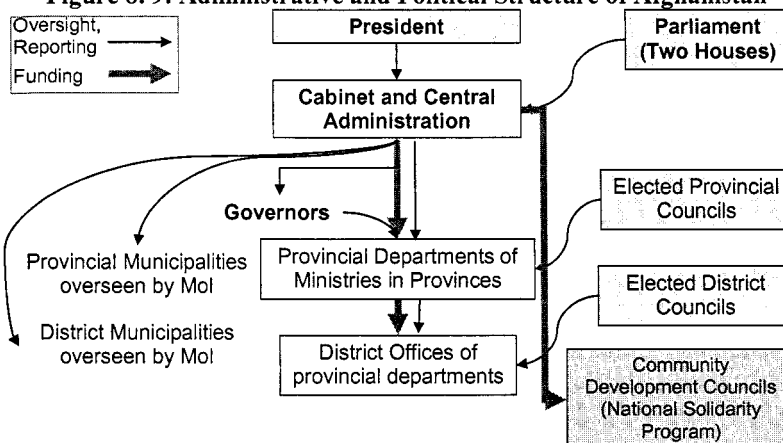 Figure 8. 9: Administrative and Political Structure of Afghanistan
Oversight,
Reporting
Funding
President
Parliament
(Two Houses)
Cabinet and Central
Administration
Governors
Elected Provincial
Councils
Provincial Municipalities
overseen by MoI
Provincial Departments of
Ministries in Provinces
Elected District
Councils
District Municipalities
overseen by MoI
District Offices of
provincial departments
Community
Development Councils
(National Solidarity
Program)